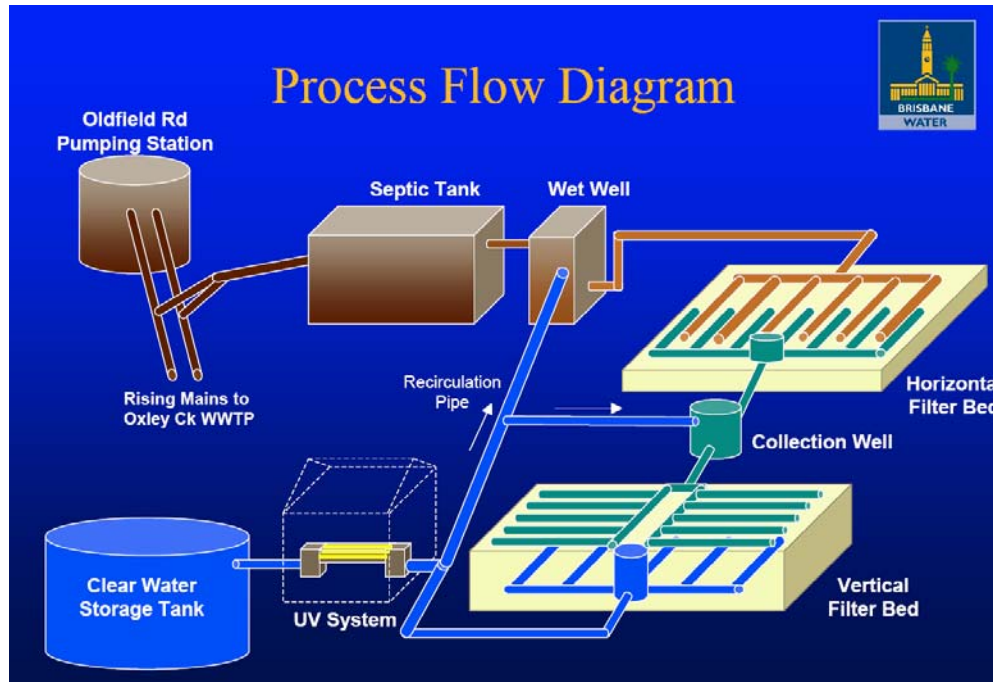 Process Flow Diagram
BRISBANE
WATER
Oldfield Rd
Pumping Station
Septic Tank
Wet Well
Rising Mains to
Oxley Ck WWTP
Recirculation
Pipe
Horizonta
Filter Bed
Collection Well
Clear Water
Storage Tank
UV System
Vertical
Filter Bed